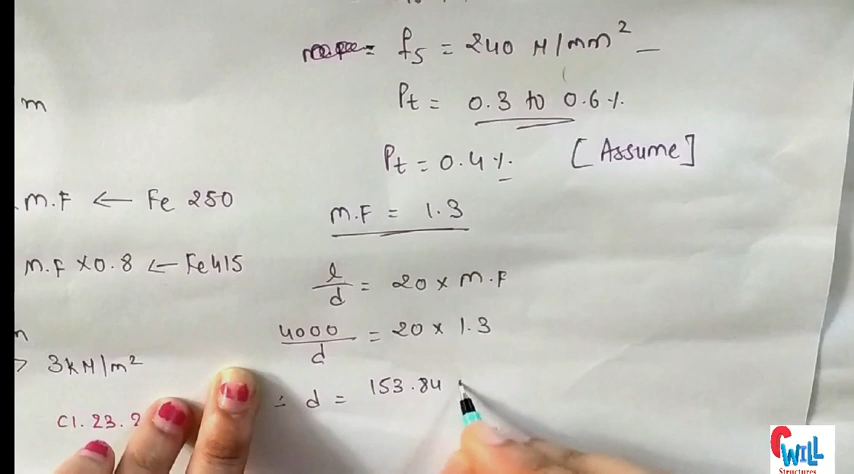 = fs = 240 N/mm²
m
Pt = 0.3 to 0.6 %.
Pt = 0.4 %. [Assume]
M.F ← Fe 250
M.F = 1.3
M.F × 0.8 ← Fe415
l/d = 20 × M.F
4000/d = 20 × 1.3
3kN/m²
∴ d = 153.84
Cl. 23.2
CWILL
Structures